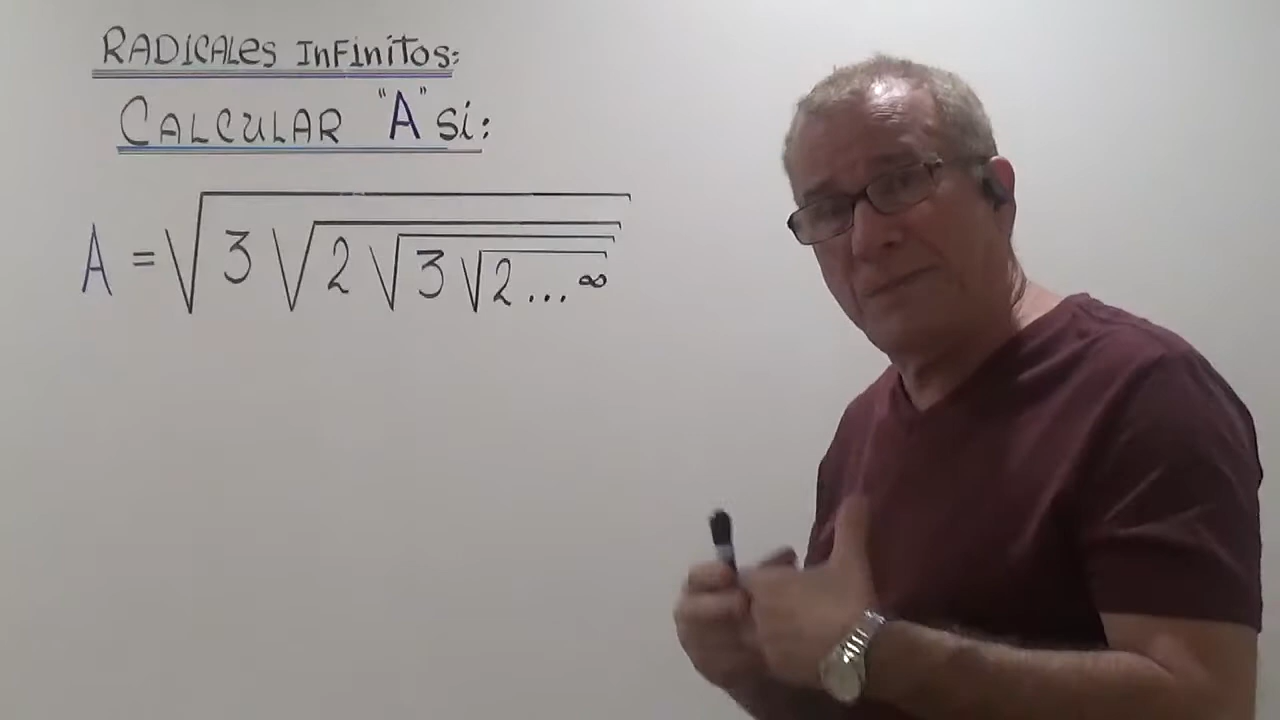 RADICALES INFINITOS:
CALCULAR "A" Si:
A = √3√2√3√2...∞